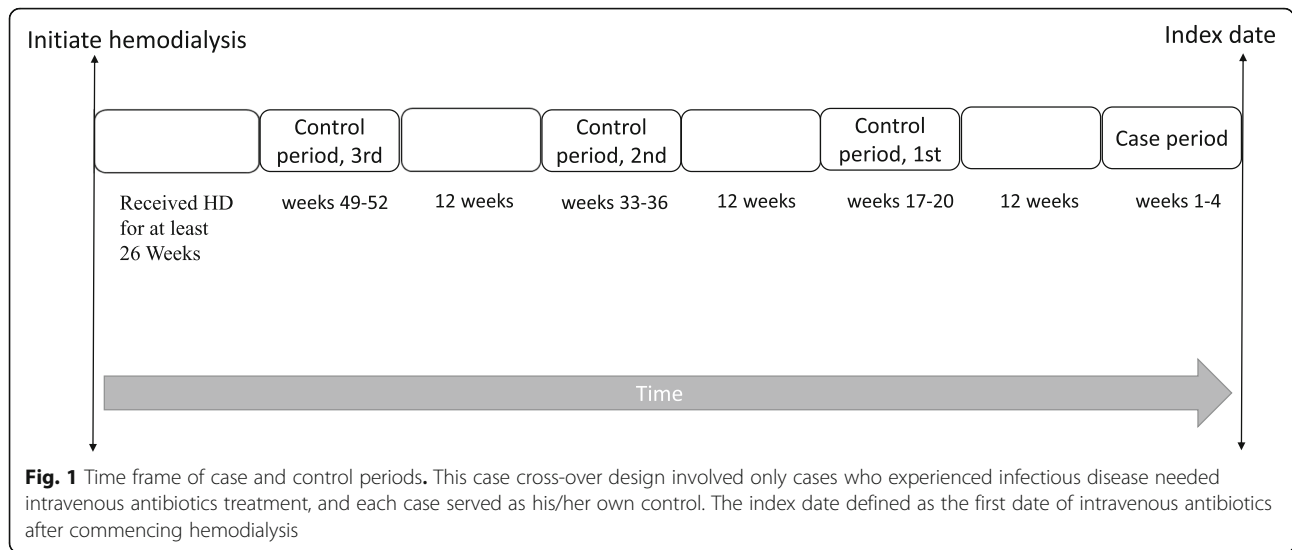 Initiate hemodialysis
Index date
Control
period, 3rd
Control
period, 2nd
Control
period, 1st
Case period
Received HD
for at least
26 Weeks
weeks 49-52
12 weeks
weeks 33-36
12 weeks
weeks 17-20
12 weeks
weeks 1-4
Time
Fig. 1 Time frame of case and control periods. This case cross-over design involved only cases who experienced infectious disease needed
intravenous antibiotics treatment, and each case served as his/her own control. The index date defined as the first date of intravenous antibiotics
after commencing hemodialysis